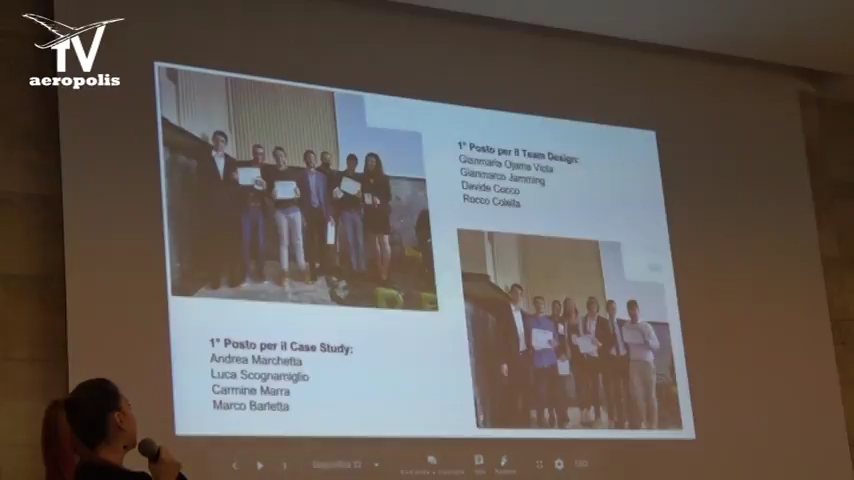 TV
aeropolis
1° Posto per il Team Design:
Gianmarco Jamming
Davide Cocco
Rocco Colella
1° Posto per il Case Study:
Andrea Marchetta
Luca Scognamiglio
Carmine Marra
Marco Barletta